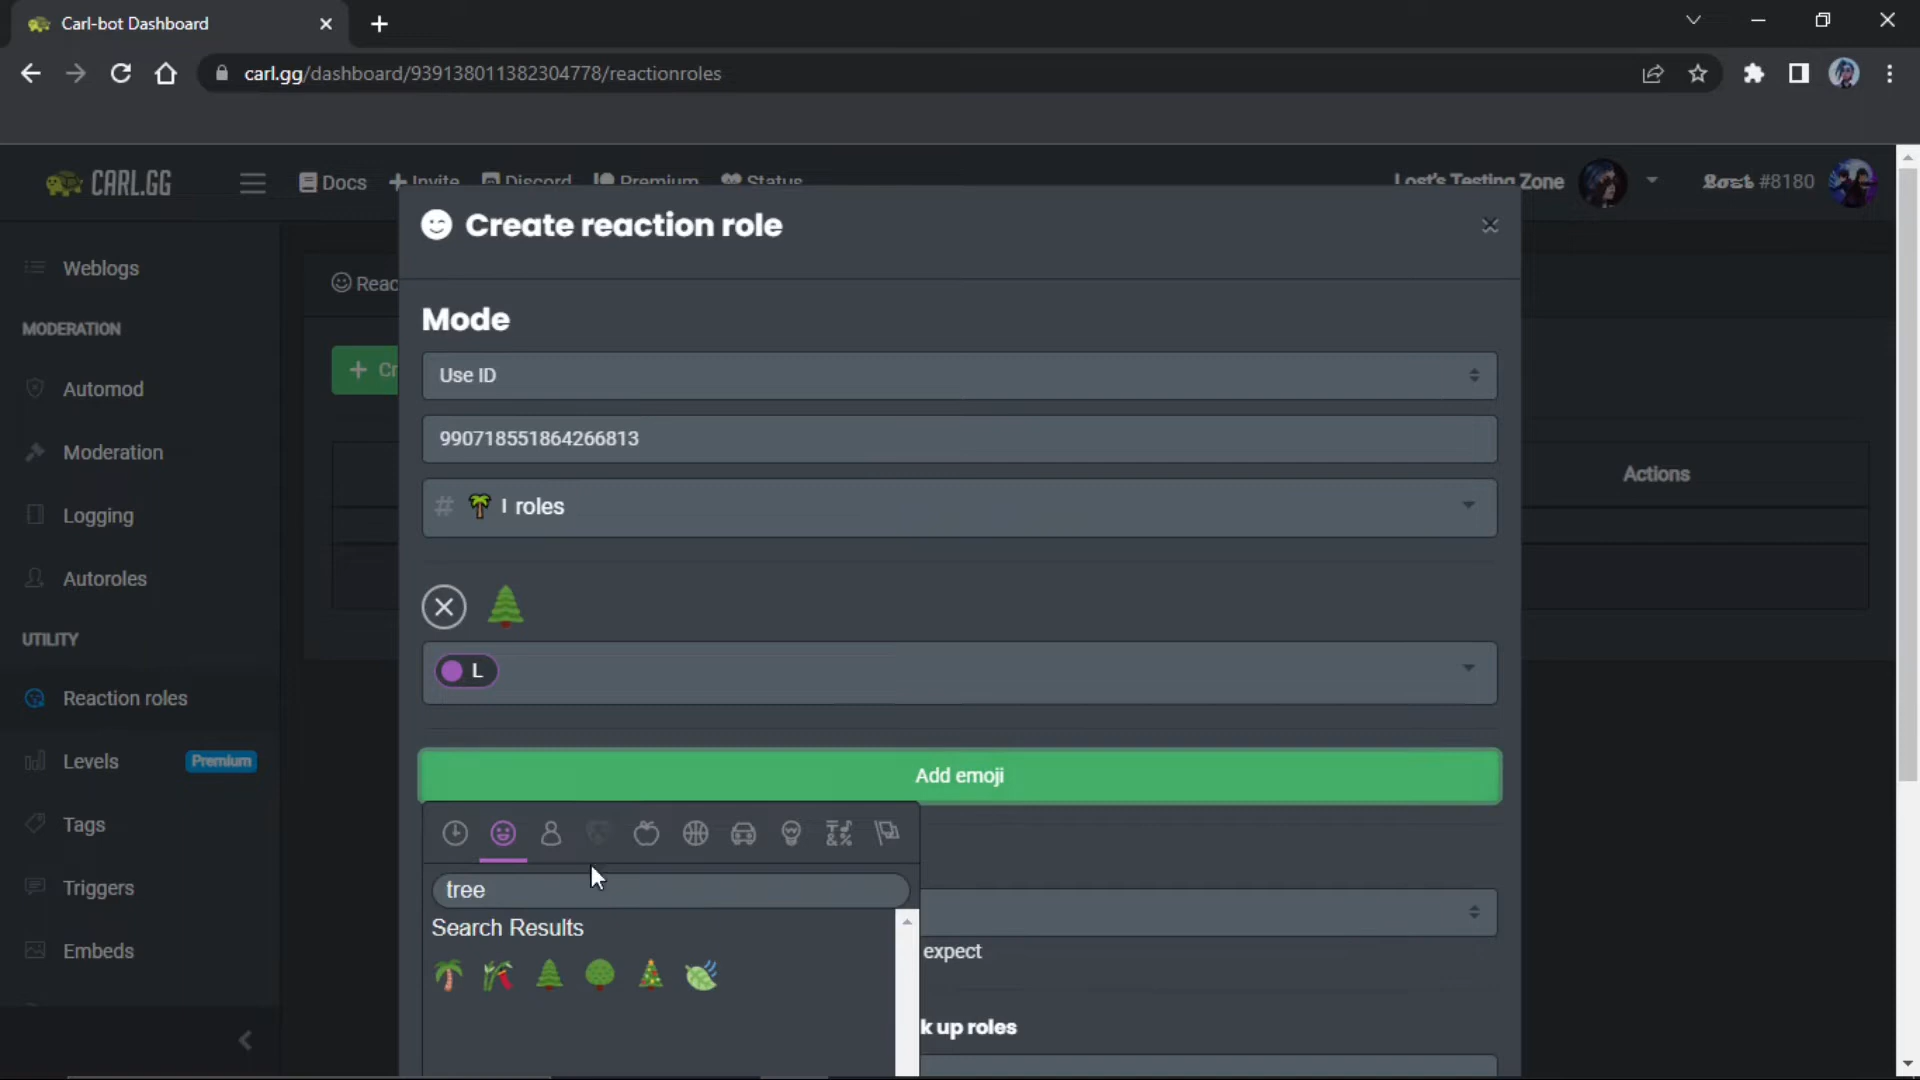 Carl-bot Dashboard
carl.gg/dashboard/939138011382304778/reactionroles
CARL.GG
Docs
Invite
Discord
Premium
Status
Lost's Testing Zone
Lost #8180
Create reaction role
Weblogs
Reac
Mode
MODERATION
Cr
Use ID
Automod
990718551864266813
Moderation
Actions
# I roles
Logging
Autoroles
UTILITY
L
Reaction roles
Levels Premium
Add emoji
Tags
Triggers
tree
Search Results
Embeds
expect
k up roles